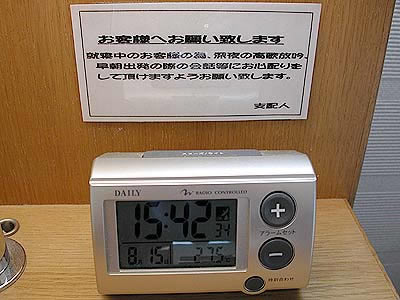 お客様へお願い致します
就寝中のお客様の為、深夜の高歌放吟、
早朝出発の際の会話等にお心配りを
して頂けますようお願い致します。
支配人
DAILY RADIO CONTROLLED
15:42 34
アラームセット
8月15日
時刻合わせ